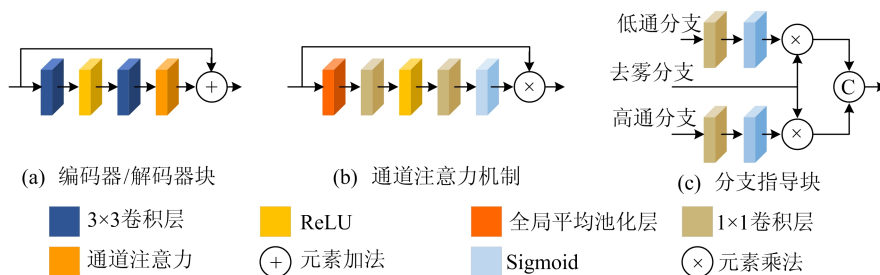 低通分支
去雾分支
C
高通分支
(a) 编码器/解码器块
(b) 通道注意力机制
(c) 分支指导块
3×3卷积层
ReLU
全局平均池化层
1×1卷积层
通道注意力
元素加法
Sigmoid
元素乘法